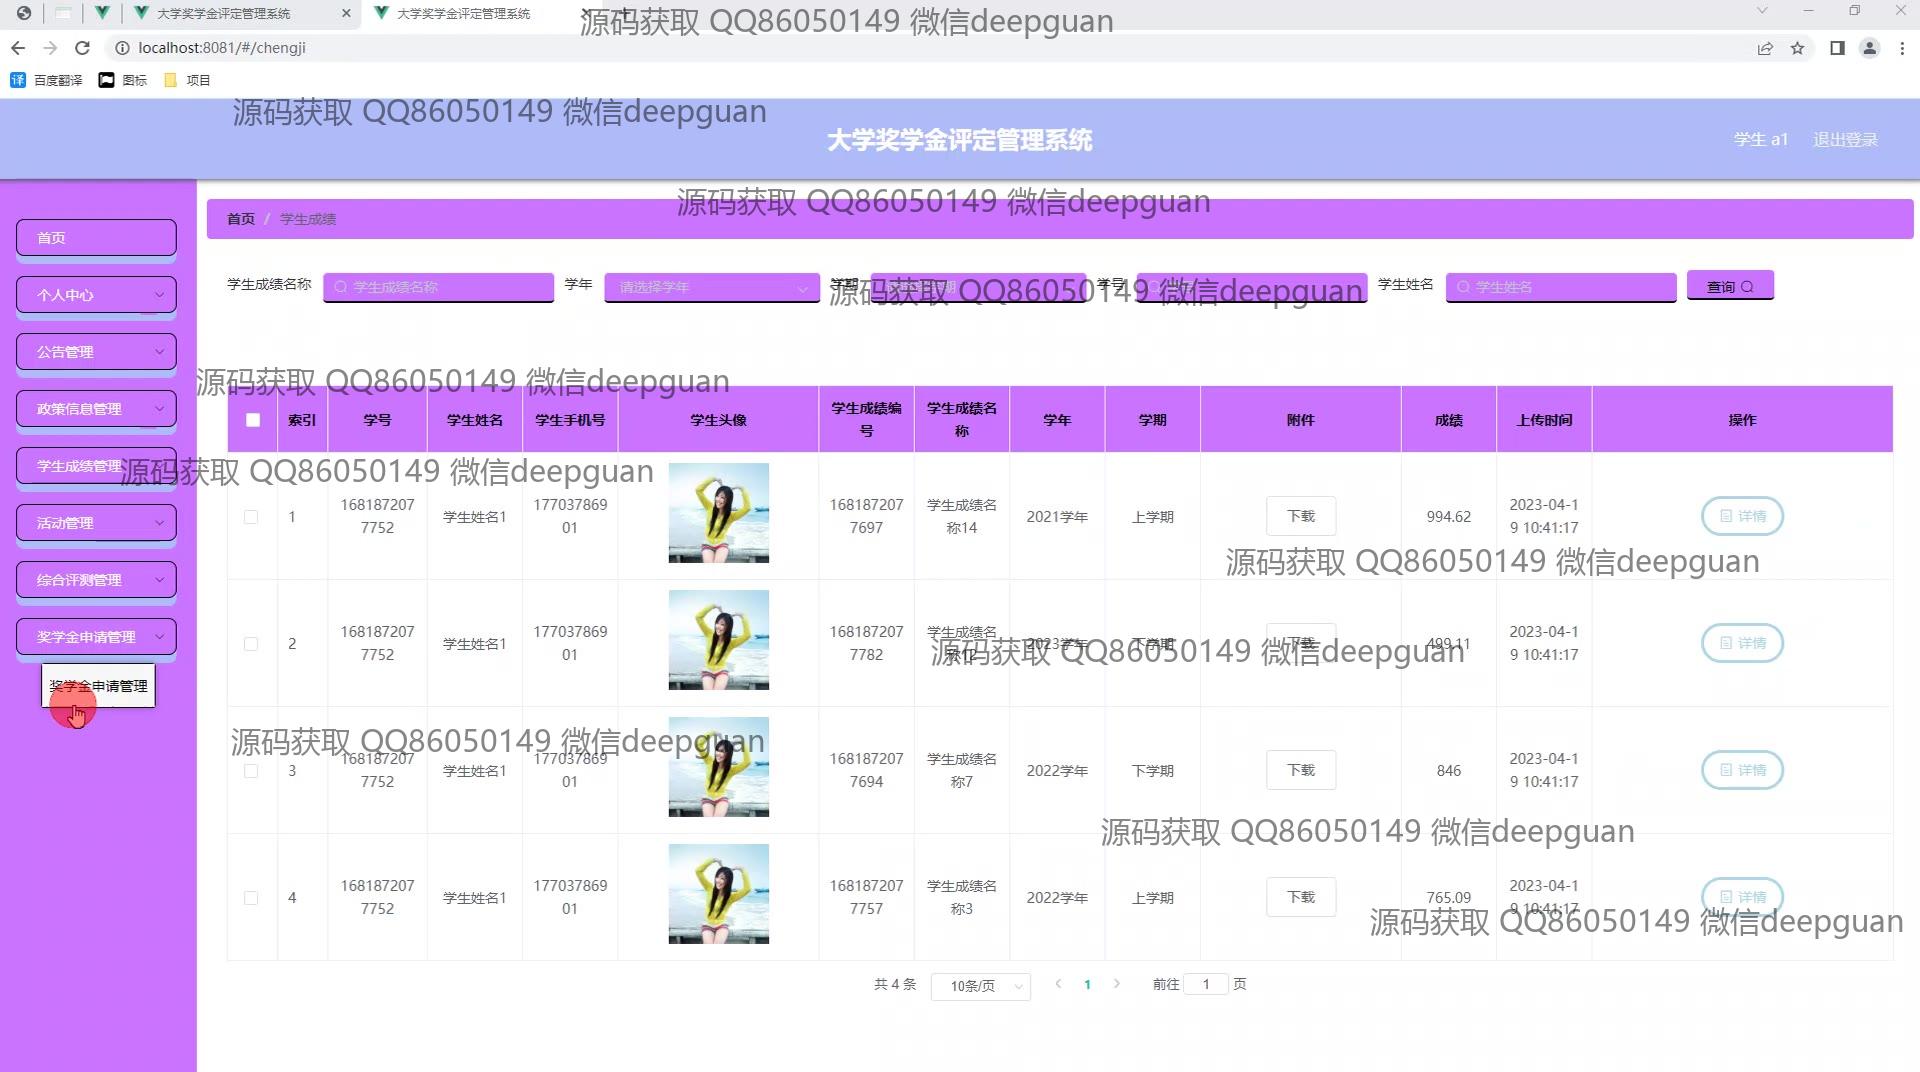 大学奖学金评定管理系统
大学奖学金评定管理系统
源码获取 QQ86050149 微信deepguan
localhost:8081/#/chengji
百度翻译
图标
项目
源码获取 QQ86050149 微信deepguan
大学奖学金评定管理系统
学生 a1
退出登录
源码获取 QQ86050149 微信deepguan
首页 / 学生成绩
首页
个人中心
公告管理
政策信息管理
学生成绩管理
活动管理
综合评测管理
奖学金申请管理
奖学金申请管理
学生成绩名称 学生成绩名称 学年 请选择学年 学期 学号 学生姓名 学生姓名 查询
源码获取 QQ86050149 微信deepguan
源码获取 QQ86050149 微信deepguan
索引 学号 学生姓名 学生手机号 学生头像 学生成绩编号 学生成绩名称 学年 学期 附件 成绩 上传时间 操作
源码获取 QQ86050149 微信deepguan
1 1681872077752 学生姓名1 17703786901 1681872077697 学生成绩名称14 2021学年 上学期 下载 994.62 2023-04-19 10:41:17 详情
源码获取 QQ86050149 微信deepguan
2 1681872077752 学生姓名1 17703786901 1681872077782 学生成绩名 2023学年 下学期 下载 499.11 2023-04-19 10:41:17 详情
源码获取 QQ86050149 微信deepguan
源码获取 QQ86050149 微信deepguan
3 1681872077752 学生姓名1 17703786901 1681872077694 学生成绩名称7 2022学年 下学期 下载 846 2023-04-19 10:41:17 详情
源码获取 QQ86050149 微信deepguan
4 1681872077752 学生姓名1 17703786901 1681872077757 学生成绩名称3 2022学年 上学期 下载 765.09 2023-04-19 10:41:17 详情
源码获取 QQ86050149 微信deepguan
共 4 条 10条/页 1 前往 1 页